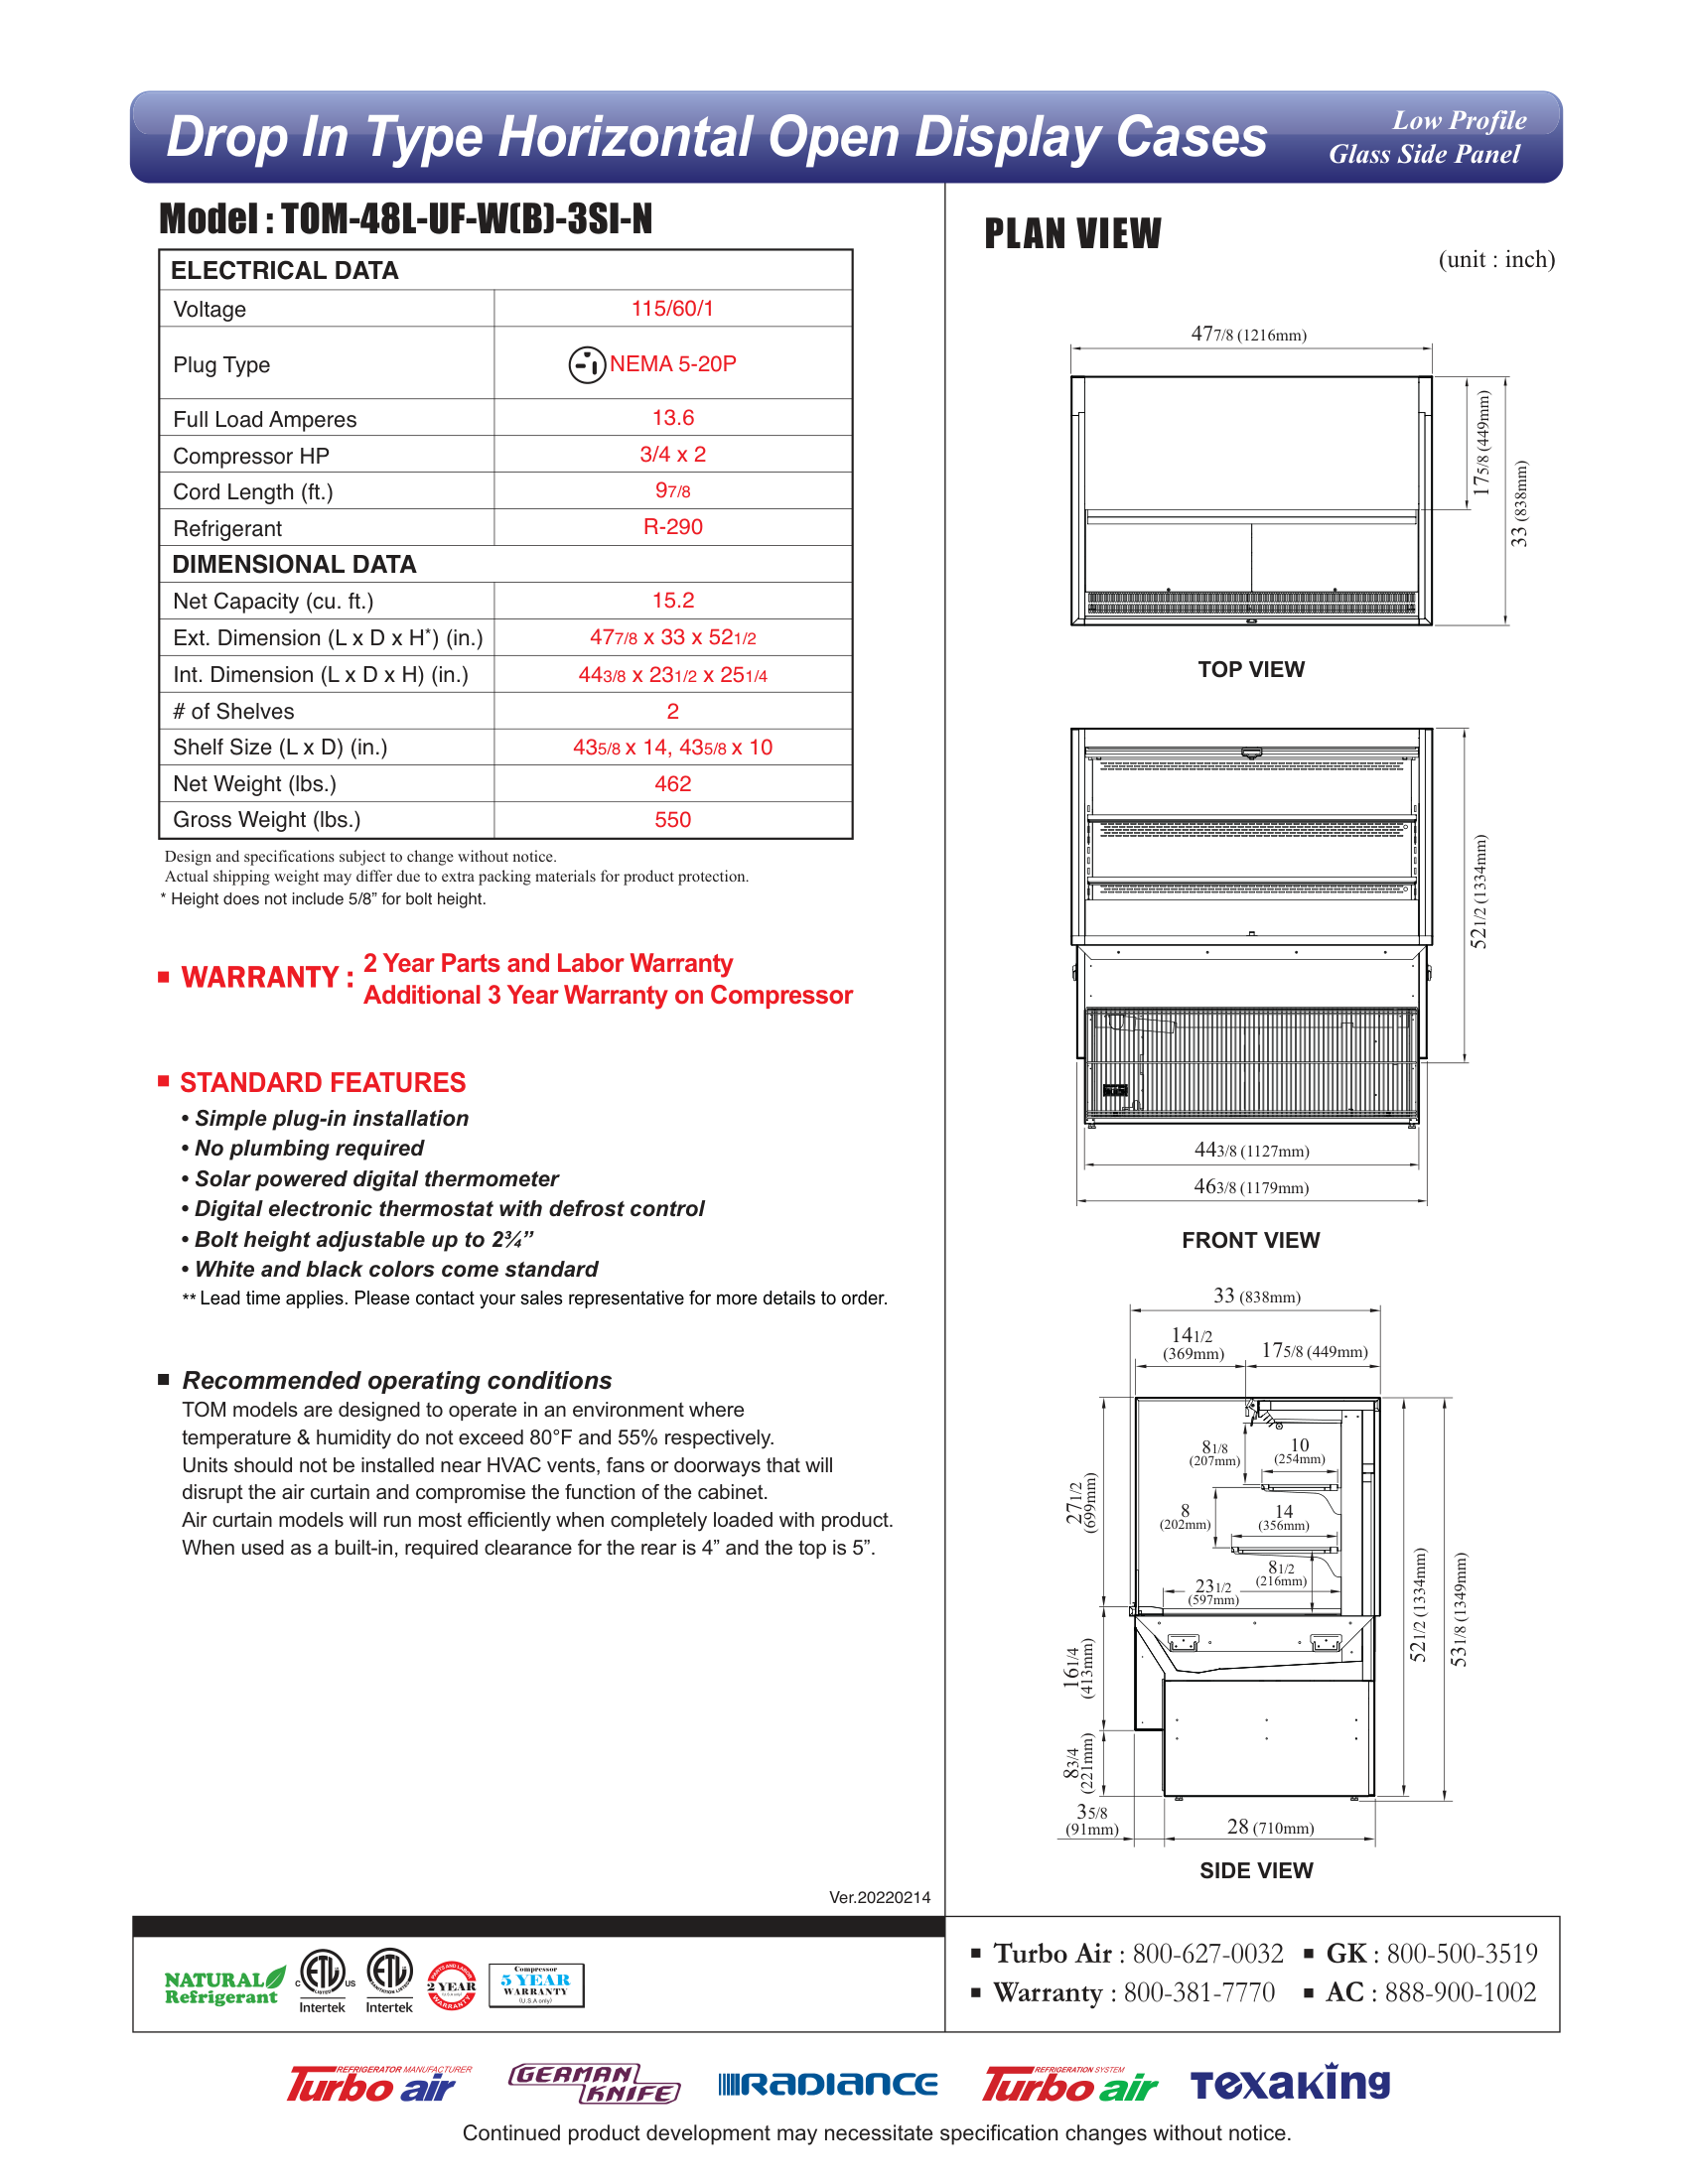 Drop In Type Horizontal Open Display Cases
Low Profile
Glass Side Panel
Model : TOM-48L-UF-W(B)-3SI-N
ELECTRICAL DATA
Voltage 115/60/1
Plug Type NEMA 5-20P
Full Load Amperes 13.6
Compressor HP 3/4 x 2
Cord Length (ft.) 97/8
Refrigerant R-290
DIMENSIONAL DATA
Net Capacity (cu. ft.) 15.2
Ext. Dimension (L x D x H*) (in.) 477/8 x 33 x 521/2
Int. Dimension (L x D x H) (in.) 443/8 x 231/2 x 251/4
# of Shelves 2
Shelf Size (L x D) (in.) 435/8 x 14, 435/8 x 10
Net Weight (lbs.) 462
Gross Weight (lbs.) 550
Design and specifications subject to change without notice.
Actual shipping weight may differ due to extra packing materials for product protection.
* Height does not include 5/8” for bolt height.
■ WARRANTY : 2 Year Parts and Labor Warranty
Additional 3 Year Warranty on Compressor
■ STANDARD FEATURES
• Simple plug-in installation
• No plumbing required
• Solar powered digital thermometer
• Digital electronic thermostat with defrost control
• Bolt height adjustable up to 2¾”
• White and black colors come standard
** Lead time applies. Please contact your sales representative for more details to order.
■ Recommended operating conditions
TOM models are designed to operate in an environment where
temperature & humidity do not exceed 80°F and 55% respectively.
Units should not be installed near HVAC vents, fans or doorways that will
disrupt the air curtain and compromise the function of the cabinet.
Air curtain models will run most efficiently when completely loaded with product.
When used as a built-in, required clearance for the rear is 4” and the top is 5”.
Ver.20220214
PLAN VIEW
(unit : inch)
477/8 (1216mm)
175/8 (449mm)
33 (838mm)
TOP VIEW
521/2 (1334mm)
443/8 (1127mm)
463/8 (1179mm)
FRONT VIEW
33 (838mm)
141/2
(369mm)
175/8 (449mm)
81/8
(207mm)
10
(254mm)
271/2
(699mm)
8
(202mm)
14
(356mm)
81/2
(216mm)
231/2
(597mm)
521/2 (1334mm)
531/8 (1349mm)
161/4
(413mm)
83/4
(221mm)
35/8
(91mm)
28 (710mm)
SIDE VIEW
NATURAL
Refrigerant
C ETL US
LISTED
Intertek
ETL
Intertek
PARTS AND LABOR
2 YEAR
WARRANTY
Compressor
5 YEAR
WARRANTY
(U.S.A only)
■ Turbo Air : 800-627-0032 ■ GK : 800-500-3519
■ Warranty : 800-381-7770 ■ AC : 888-900-1002
REFRIGERATOR MANUFACTURER
Turbo air
GERMAN
KNIFE
RADIANCE
REFRIGERATION SYSTEM
Turbo air
Texaking
Continued product development may necessitate specification changes without notice.